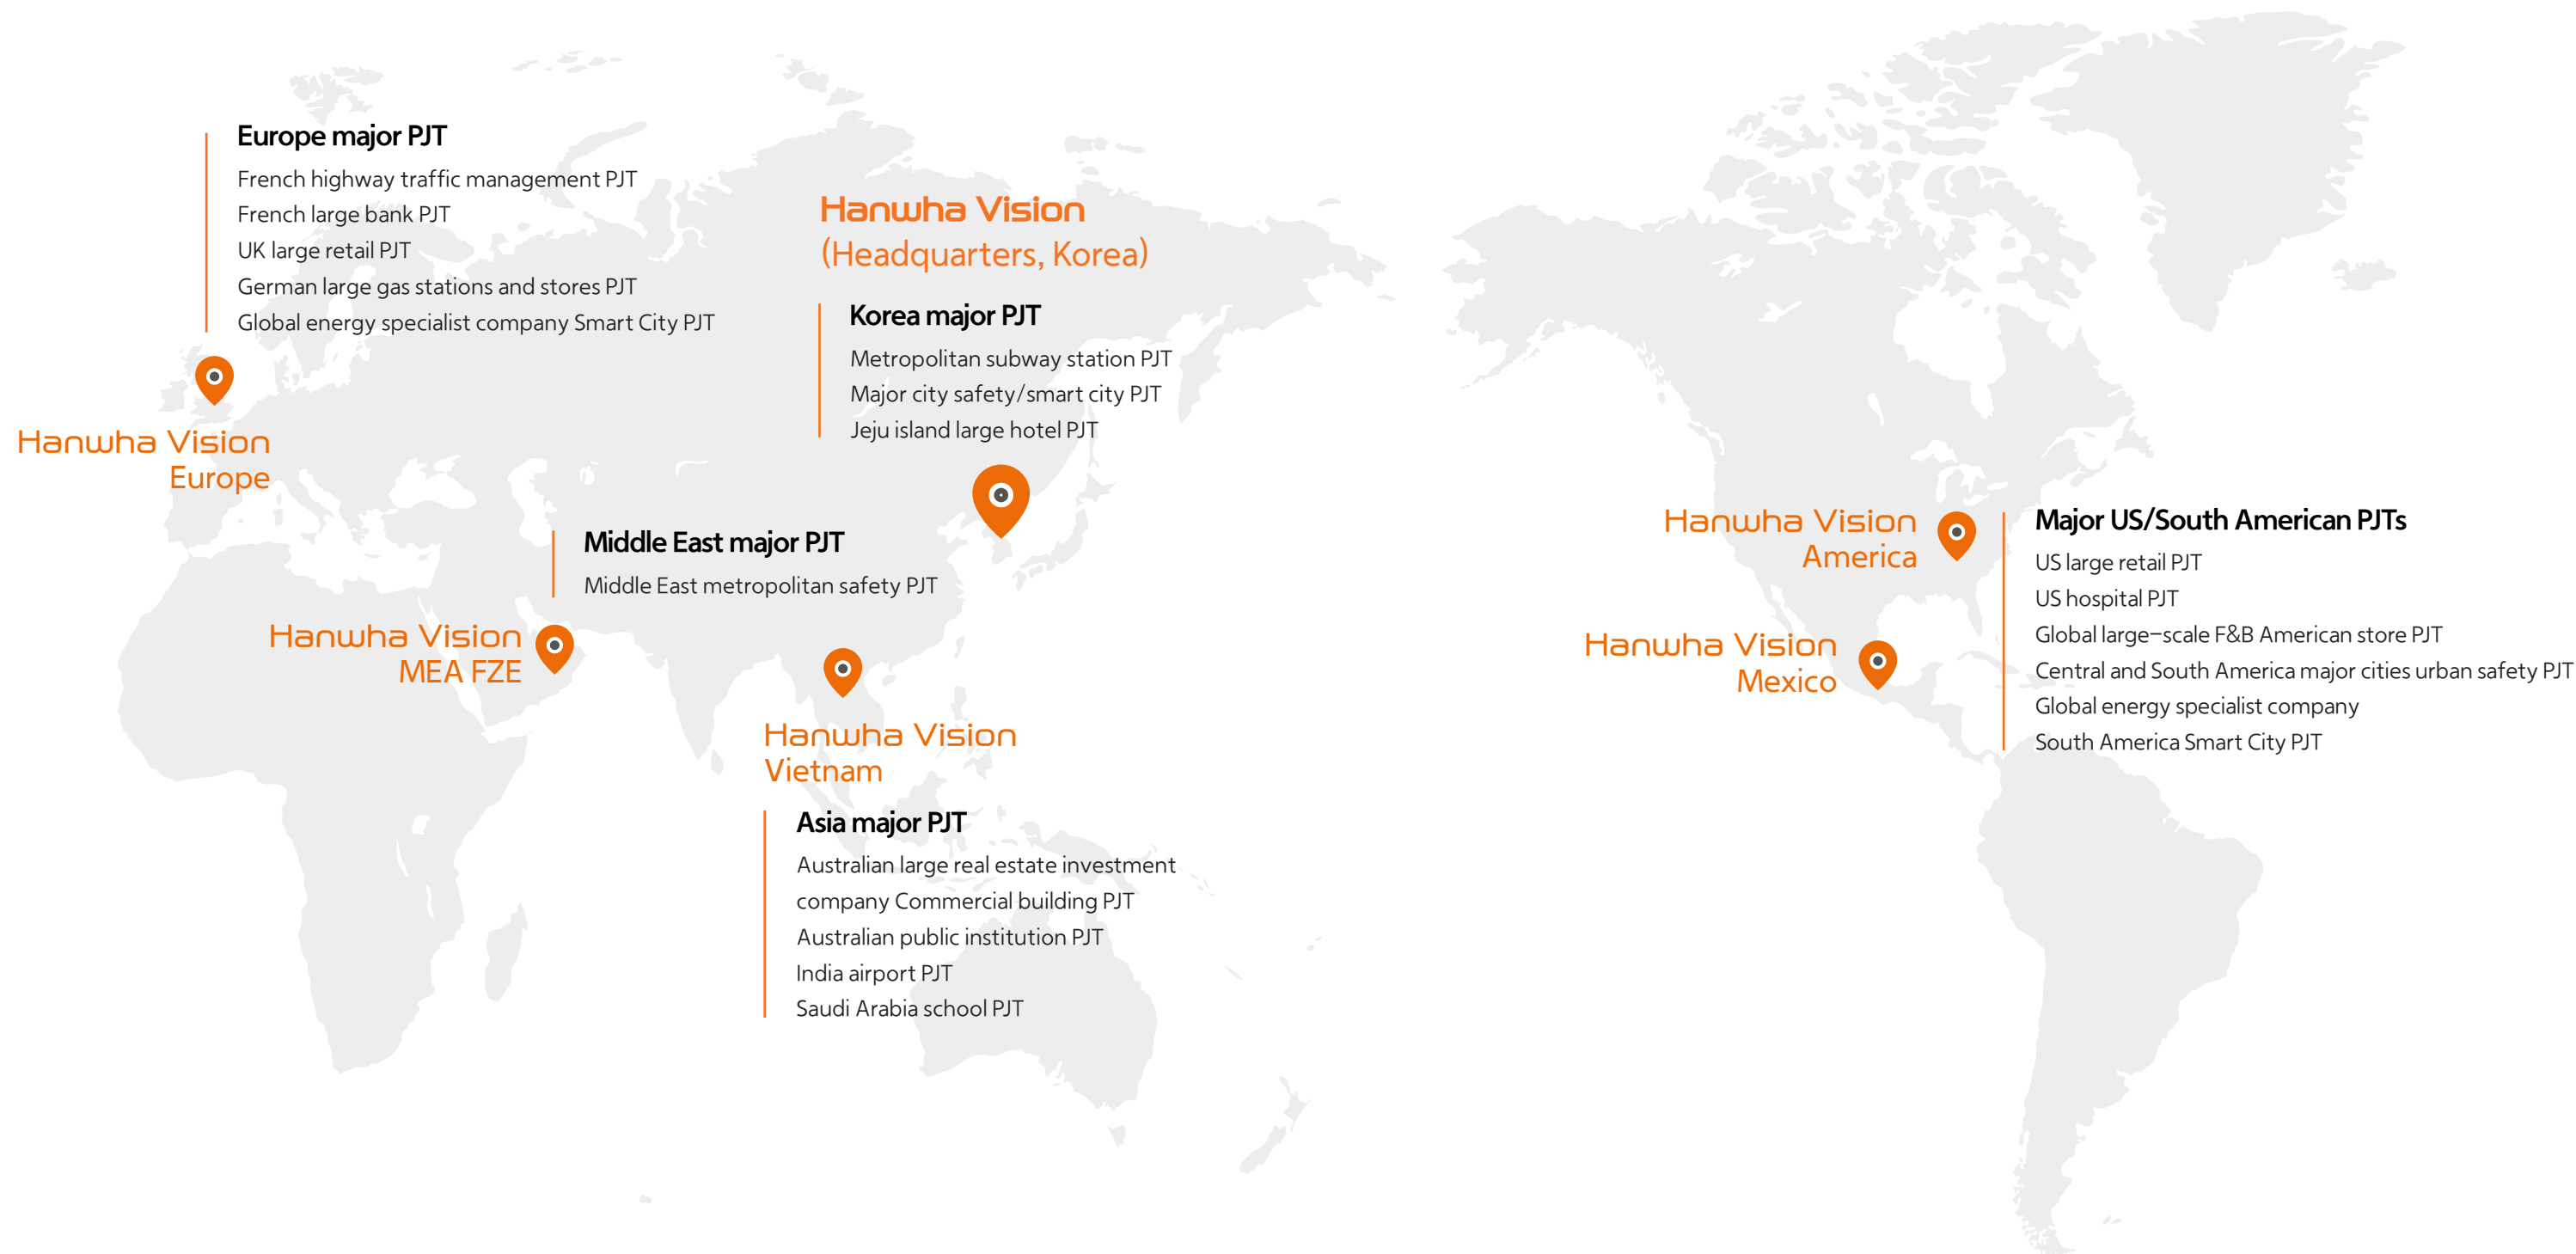 Europe major PJT
French highway traffic management PJT
French large bank PJT
UK large retail PJT
German large gas stations and stores PJT
Global energy specialist company Smart City PJT
Hanwha Vision
Europe
Hanwha Vision
(Headquarters, Korea)
Korea major PJT
Metropolitan subway station PJT
Major city safety/smart city PJT
Jeju island large hotel PJT
Middle East major PJT
Middle East metropolitan safety PJT
Hanwha Vision
MEA FZE
Hanwha Vision
Vietnam
Asia major PJT
Australian large real estate investment
company Commercial building PJT
Australian public institution PJT
India airport PJT
Saudi Arabia school PJT
Hanwha Vision
America
Hanwha Vision
Mexico
Major US/South American PJTs
US large retail PJT
US hospital PJT
Global large-scale F&B American store PJT
Central and South America major cities urban safety PJT
Global energy specialist company
South America Smart City PJT